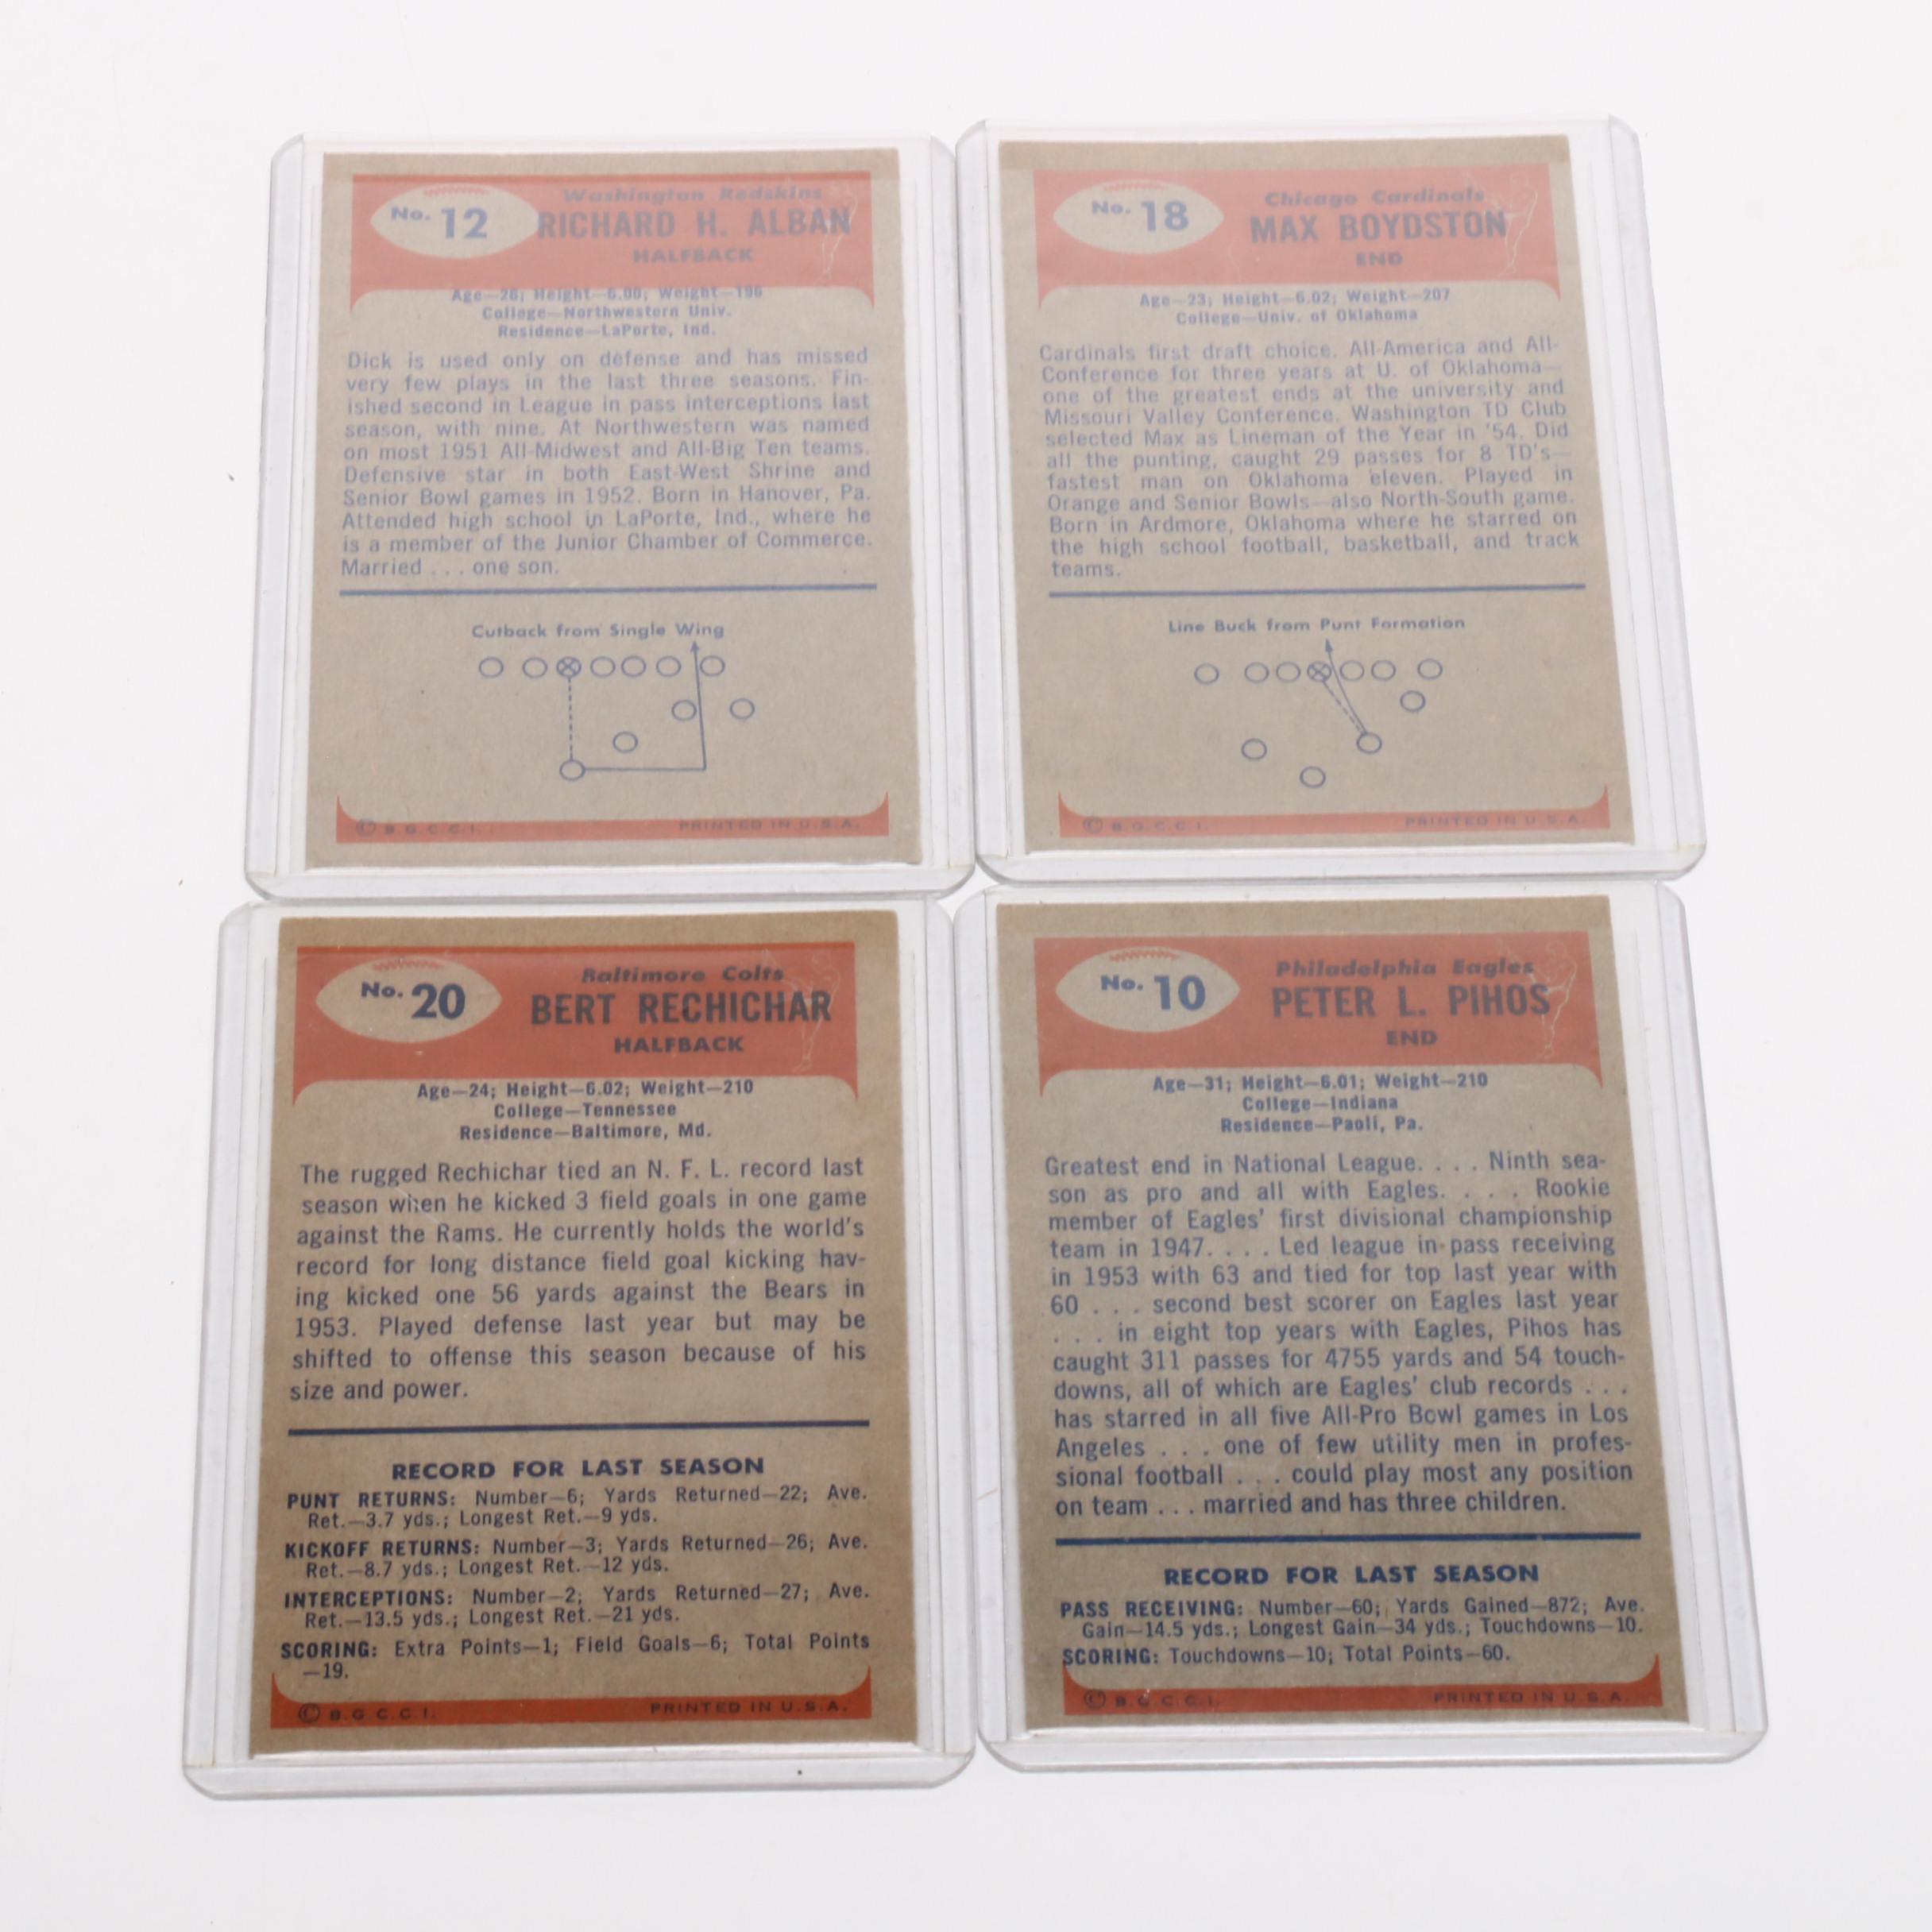 Washington Redskins
No. 12 RICHARD H. ALBAN
HALFBACK
Age—26; Height—6.00; Weight—196
College—Northwestern Univ.
Residence—LaPorte, Ind.
Dick is used only on defense and has missed
very few plays in the last three seasons. Fin-
ished second in League in pass interceptions last
season, with nine. At Northwestern was named
on most 1951 All-Midwest and All-Big Ten teams.
Defensive star in both East-West Shrine and
Senior Bowl games in 1952. Born in Hanover, Pa.
Attended high school in LaPorte, Ind., where he
is a member of the Junior Chamber of Commerce.
Married . . . one son.
Cutback from Single Wing
© B.G.C.C.I. PRINTED IN U.S.A.
Chicago Cardinals
No. 18 MAX BOYDSTON
END
Age—23; Height—6.02; Weight—207
College—Univ. of Oklahoma
Cardinals first draft choice. All-America and All-
Conference for three years at U. of Oklahoma—
one of the greatest ends at the university and
Missouri Valley Conference. Washington TD Club
selected Max as Lineman of the Year in '54. Did
all the punting, caught 29 passes for 8 TD's—
fastest man on Oklahoma eleven. Played in
Orange and Senior Bowls—also North-South game.
Born in Ardmore, Oklahoma where he starred on
the high school football, basketball, and track
teams.
Line Buck from Punt Formation
© B.G.C.C.I. PRINTED IN U.S.A.
Baltimore Colts
No. 20 BERT RECHICHAR
HALFBACK
Age—24; Height—6.02; Weight—210
College—Tennessee
Residence—Baltimore, Md.
The rugged Rechichar tied an N. F. L. record last
season when he kicked 3 field goals in one game
against the Rams. He currently holds the world's
record for long distance field goal kicking hav-
ing kicked one 56 yards against the Bears in
1953. Played defense last year but may be
shifted to offense this season because of his
size and power.
RECORD FOR LAST SEASON
PUNT RETURNS: Number—6; Yards Returned—22; Ave.
Ret.—3.7 yds.; Longest Ret.—9 yds.
KICKOFF RETURNS: Number—3; Yards Returned—26; Ave.
Ret.—8.7 yds.; Longest Ret.—12 yds.
INTERCEPTIONS: Number—2; Yards Returned—27; Ave.
Ret.—13.5 yds.; Longest Ret.—21 yds.
SCORING: Extra Points—1; Field Goals—6; Total Points
—19.
© B.G.C.C.I. PRINTED IN U.S.A.
Philadelphia Eagles
No. 10 PETER L. PIHOS
END
Age—31; Height—6.01; Weight—210
College—Indiana
Residence—Paoli, Pa.
Greatest end in National League. . . . Ninth sea-
son as pro and all with Eagles. . . . Rookie
member of Eagles' first divisional championship
team in 1947. . . . Led league in pass receiving
in 1953 with 63 and tied for top last year with
60 . . . second best scorer on Eagles last year
. . . in eight top years with Eagles, Pihos has
caught 311 passes for 4755 yards and 54 touch-
downs, all of which are Eagles' club records . . .
has starred in all five All-Pro Bowl games in Los
Angeles . . . one of few utility men in profes-
sional football . . . could play most any position
on team . . . married and has three children.
RECORD FOR LAST SEASON
PASS RECEIVING: Number—60; Yards Gained—872; Ave.
Gain—14.5 yds.; Longest Gain—34 yds.; Touchdowns—10.
SCORING: Touchdowns—10; Total Points—60.
© B.G.C.C.I. PRINTED IN U.S.A.